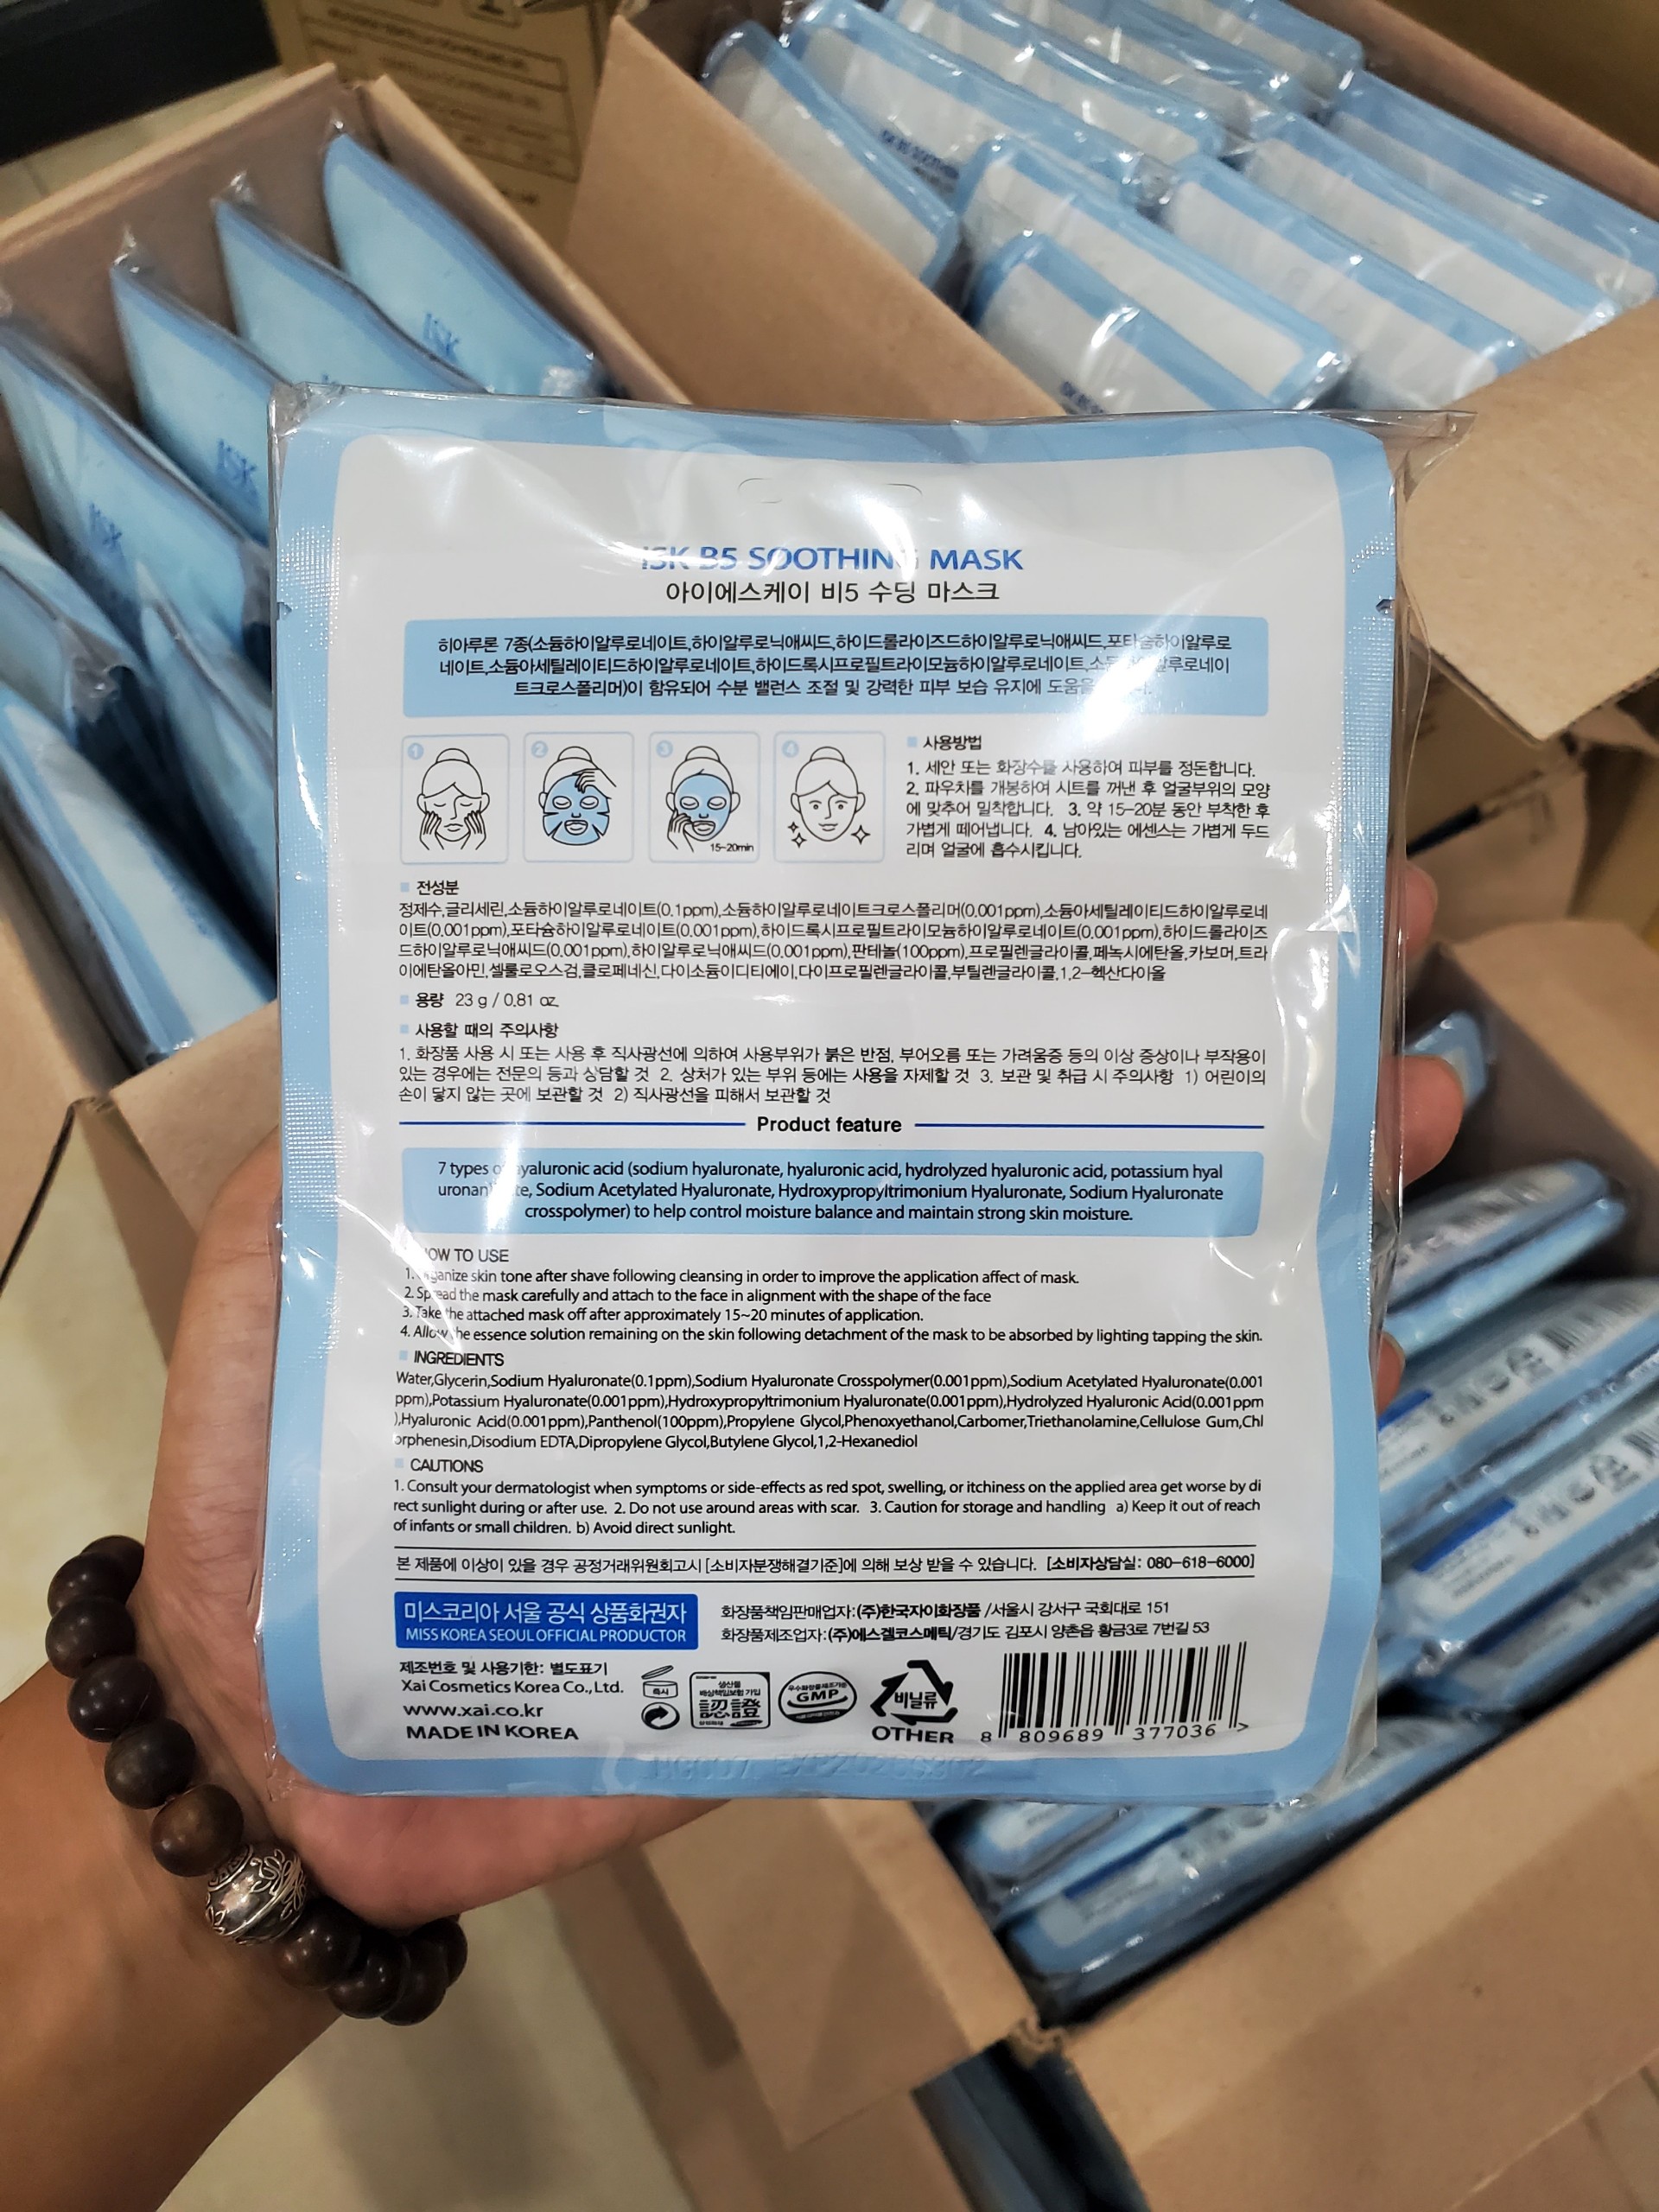 ISK B5 SOOTHING MASK
아이에스케이 비5 수딩 마스크
히아루론 7종(소듐하이알루로네이트,하이알루로닉애씨드,하이드롤라이즈드하이알루로닉애씨드,포타슘하이알루로
네이트,소듐아세틸레이티드하이알루로네이트,하이드록시프로필트라이모늄하이알루로네이트,
트크로스폴리머)이 함유되어 수분 밸런스 조절 및 강력한 피부 보습 유지에
1
2
3
4
15~20min
사용방법
1. 세안 또는 화장수를 사용하여 피부를 정돈합니다.
2. 파우차를 개봉하여 시트를 꺼낸 후 얼굴부위의 모양
에 맞추어 밀착합니다. 3. 약 15-20분 동안 부착한 후
가볍게 떼어냅니다. 4. 남아있는 에센스는 가볍게 두드
리며 얼굴에 흡수시킵니다.
전성분
정제수,글리세린,소듐하이알루로네이트(0.1ppm),소듐하이알루로네이트크로스폴리머(0.001ppm),소듐아세틸레이티드하이알루로네
이트(0.001ppm),포타슘하이알루로네이트(0.001ppm),하이드록시프로필트라이모늄하이알루로네이트(0.001ppm),하이드롤라이즈
드하이알루로닉애씨드(0.001ppm),하이알루로닉애씨드(0.001ppm),판테놀(100ppm),프로필렌글라이콜,페녹시에탄올,카보머,트라
이에탄올아민,셀룰로오스검,클로페네신,다이소듐이디티에이,다이프로필렌글라이콜,부틸렌글라이콜,1,2-헥산다이올
용량 23 g / 0.81 oz.
사용할 때의 주의사항
1. 화장품 사용 시 또는 사용 후 직사광선에 의하여 사용부위가 붉은 반점, 부어오름 또는 가려움증 등의 이상 증상이나 부작용이
있는 경우에는 전문의 등과 상담할 것 2. 상처가 있는 부위 등에는 사용을 자제할 것 3. 보관 및 취급 시 주의사항 1) 어린이의
손이 닿지 않는 곳에 보관할 것 2) 직사광선을 피해서 보관할 것
Product feature
7 types of hyaluronic acid (sodium hyaluronate, hyaluronic acid, hydrolyzed hyaluronic acid, potassium hyal
Sodium Acetylated Hyaluronate, Hydroxypropyltrimonium Hyaluronate, Sodium Hyaluronate
crosspolymer) to help control moisture balance and maintain strong skin moisture.
HOW TO USE
1. Organize skin tone after shave following cleansing in order to improve the application affect of mask.
2. Spread the mask carefully and attach to the face in alignment with the shape of the face
3. Take the attached mask off after approximately 15~20 minutes of application.
4. Allow the essence solution remaining on the skin following detachment of the mask to be absorbed by lighting tapping the skin.
INGREDIENTS
Water,Glycerin,Sodium Hyaluronate(0.1ppm),Sodium Hyaluronate Crosspolymer(0.001ppm),Sodium Acetylated Hyaluronate(0.001
ppm),Potassium Hyaluronate(0.001ppm),Hydroxypropyltrimonium Hyaluronate(0.001ppm),Hydrolyzed Hyaluronic Acid(0.001ppm
),Hyaluronic Acid(0.001ppm),Panthenol(100ppm),Propylene Glycol,Phenoxyethanol,Carbomer,Triethanolamine,Cellulose Gum,Chl
orphenesin,Disodium EDTA,Dipropylene Glycol,Butylene Glycol,1,2-Hexanediol
CAUTIONS
1. Consult your dermatologist when symptoms or side-effects as red spot, swelling, or itchiness on the applied area get worse by di
rect sunlight during or after use. 2. Do not use around areas with scar. 3. Caution for storage and handling a) Keep it out of reach
of infants or small children. b) Avoid direct sunlight.
본 제품에 이상이 있을 경우 공정거래위원회고시 [소비자분쟁해결기준]에 의해 보상 받을 수 있습니다. [소비자상담실: 080-618-6000]
미스코리아 서울 공식 상품화권자
MISS KOREA SEOUL OFFICIAL PRODUCTOR
화장품책임판매업자:(주)한국자이화장품 /서울시 강서구 국회대로 151
화장품제조업자:(주)에스겔코스메틱/경기도 김포시 양촌읍 황금3로 7번길 53
제조번호 및 사용기한: 별도표기
Xai Cosmetics Korea Co., Ltd.
www.xai.co.kr
MADE IN KOREA
즉시
생산물
배상책임보험 가입
認證
GMP
비닐류
OTHER
8 809689 377036 >
ISK
ISK
ISK